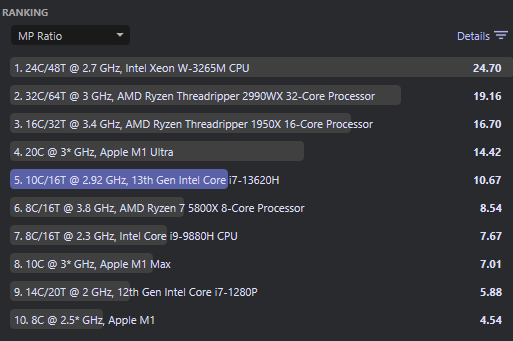 RANKING
MP Ratio
Details
1. 24C/48T @ 2.7 GHz, Intel Xeon W-3265M CPU 24.70
2. 32C/64T @ 3 GHz, AMD Ryzen Threadripper 2990WX 32-Core Processor 19.16
3. 16C/32T @ 3.4 GHz, AMD Ryzen Threadripper 1950X 16-Core Processor 16.70
4. 20C @ 3* GHz, Apple M1 Ultra 14.42
5. 10C/16T @ 2.92 GHz, 13th Gen Intel Core i7-13620H 10.67
6. 8C/16T @ 3.8 GHz, AMD Ryzen 7 5800X 8-Core Processor 8.54
7. 8C/16T @ 2.3 GHz, Intel Core i9-9880H CPU 7.67
8. 10C @ 3* GHz, Apple M1 Max 7.01
9. 14C/20T @ 2 GHz, 12th Gen Intel Core i7-1280P 5.88
10. 8C @ 2.5* GHz, Apple M1 4.54